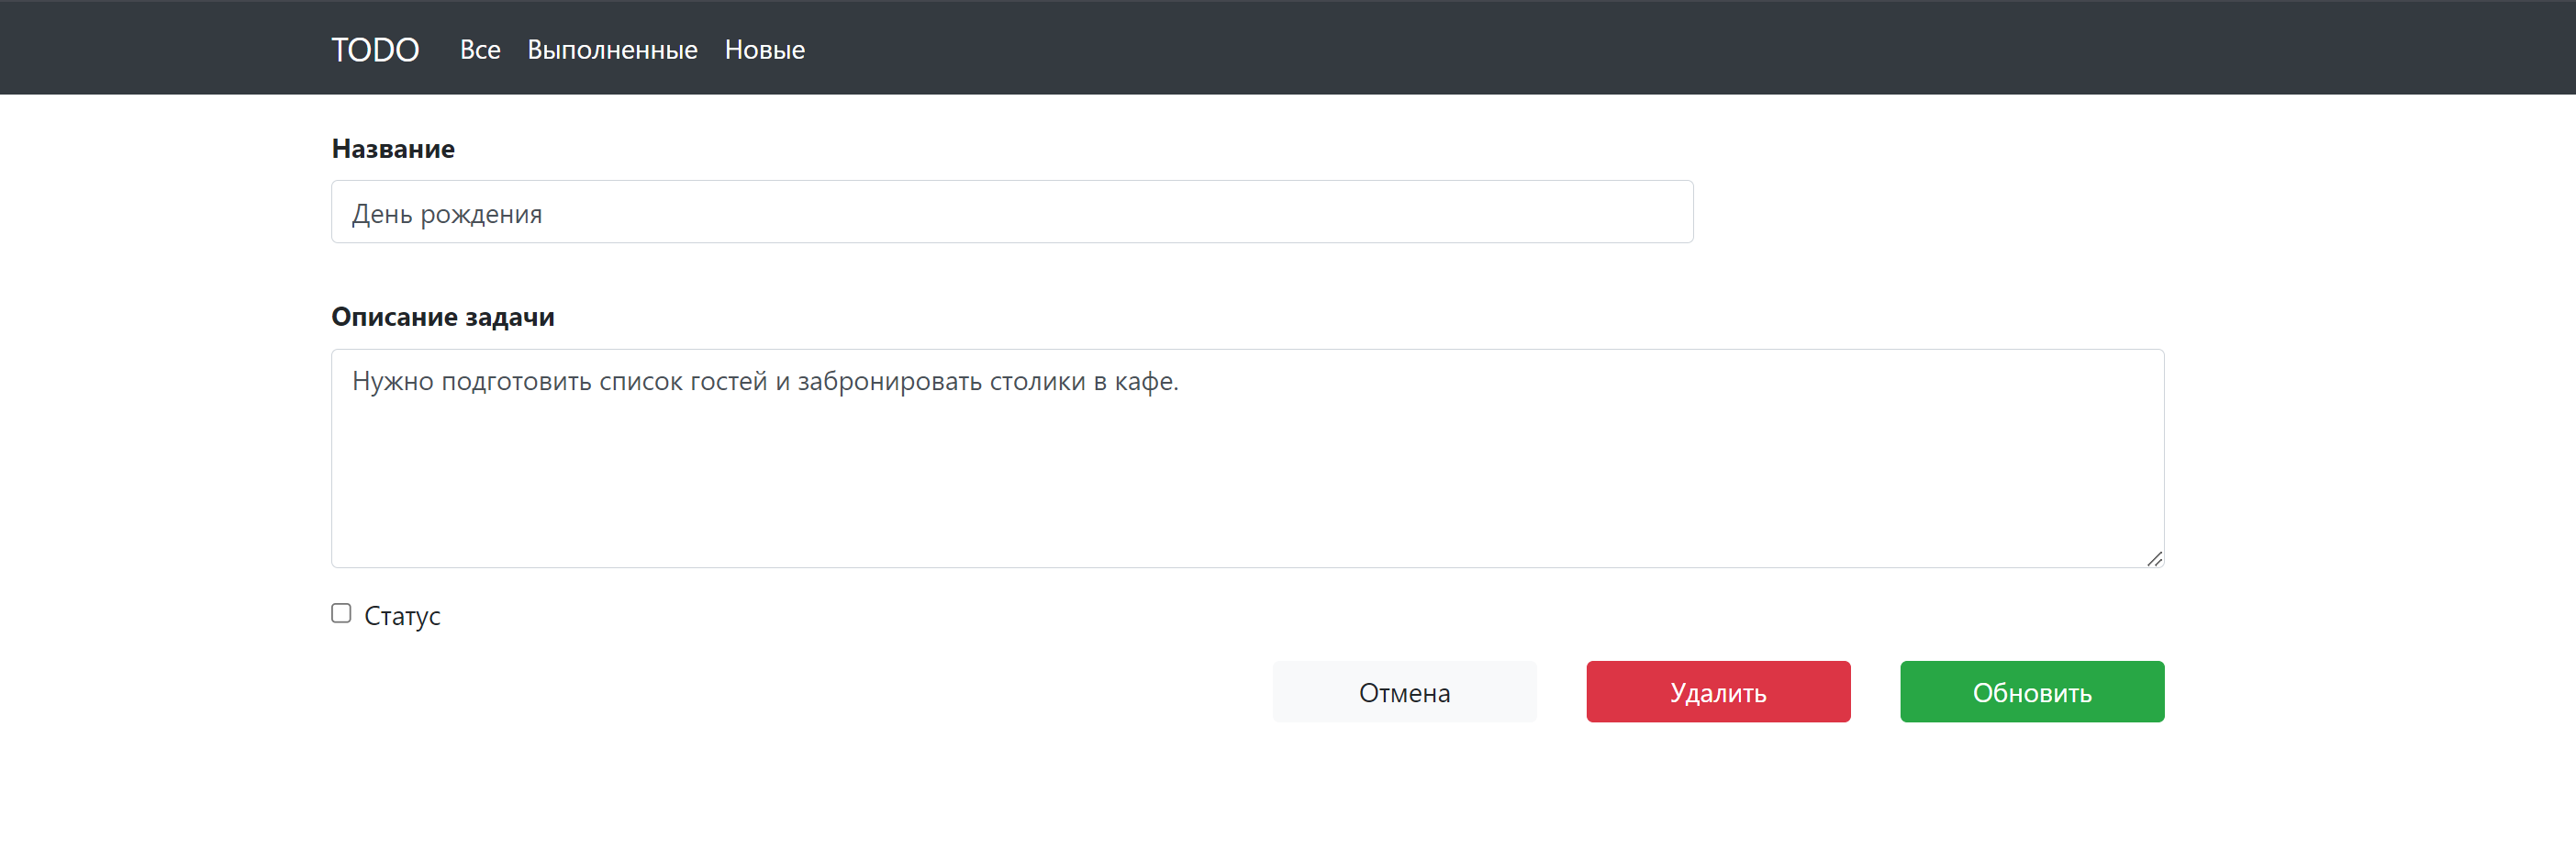 TODO Все Выполненные Новые
Название
День рождения
Описание задачи
Нужно подготовить список гостей и забронировать столики в кафе.
Статус
Отмена Удалить Обновить